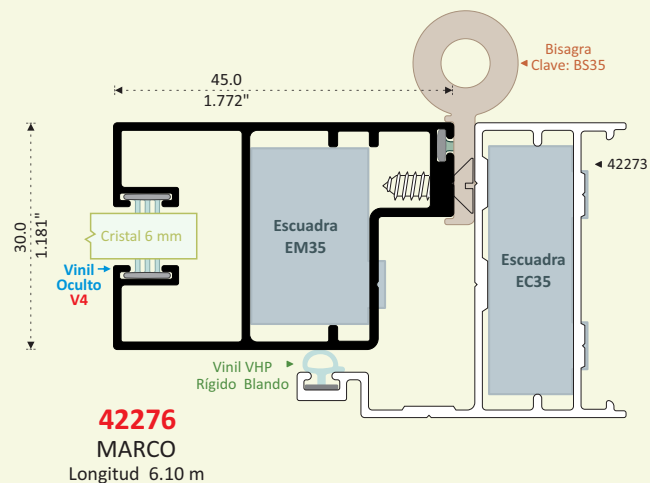 Bisagra
Clave: BS35
45.0
1.772"
42273
30.0
1.181"
Cristal 6 mm
Escuadra
EM35
Escuadra
EC35
Vinil
Oculto
V4
Vinil VHP
Rígido Blando
42276
MARCO
Longitud 6.10 m